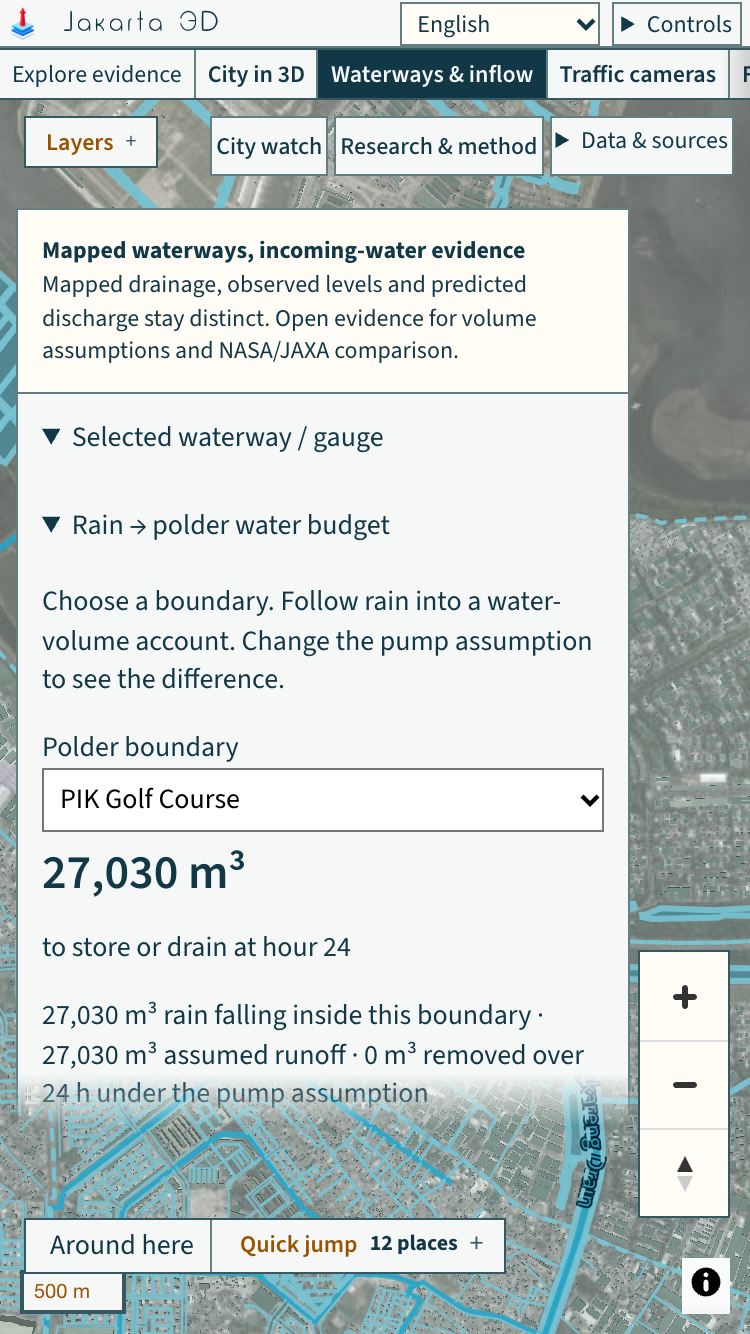 Jakarta 3D
English
Controls
Explore evidence
City in 3D
Waterways & inflow
Traffic cameras
Layers +
City watch
Research & method
Data & sources
Mapped waterways, incoming-water evidence
Mapped drainage, observed levels and predicted
discharge stay distinct. Open evidence for volume
assumptions and NASA/JAXA comparison.
Selected waterway / gauge
Rain → polder water budget
Choose a boundary. Follow rain into a water-
volume account. Change the pump assumption
to see the difference.
Polder boundary
PIK Golf Course
27,030 m³
to store or drain at hour 24
27,030 m³ rain falling inside this boundary ·
27,030 m³ assumed runoff · 0 m³ removed over
24 h under the pump assumption
Drain
Around here
Quick jump 12 places +
500 m